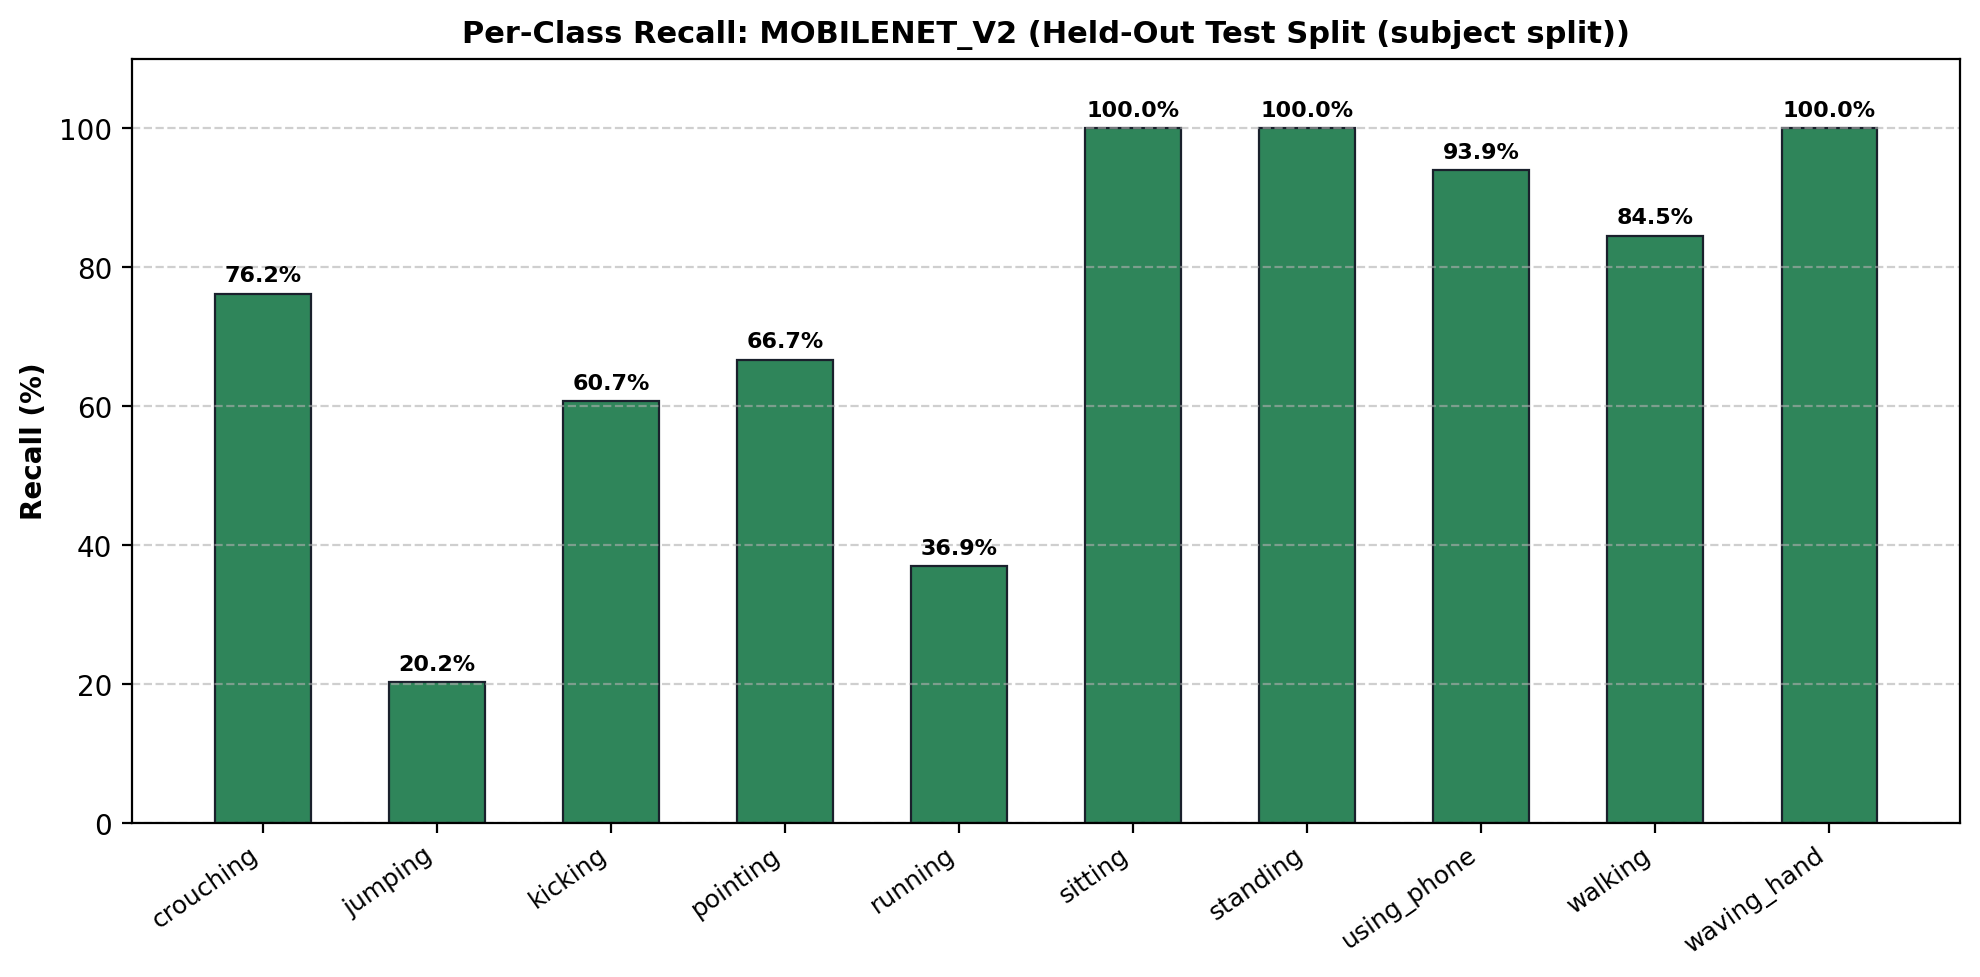 Per-Class Recall: MOBILENET_V2 (Held-Out Test Split (subject split))
Recall (%)
100
80
60
40
20
0
76.2%
20.2%
60.7%
66.7%
36.9%
100.0%
100.0%
93.9%
84.5%
100.0%
crouching
jumping
kicking
pointing
running
sitting
standing
using_phone
walking
waving_hand